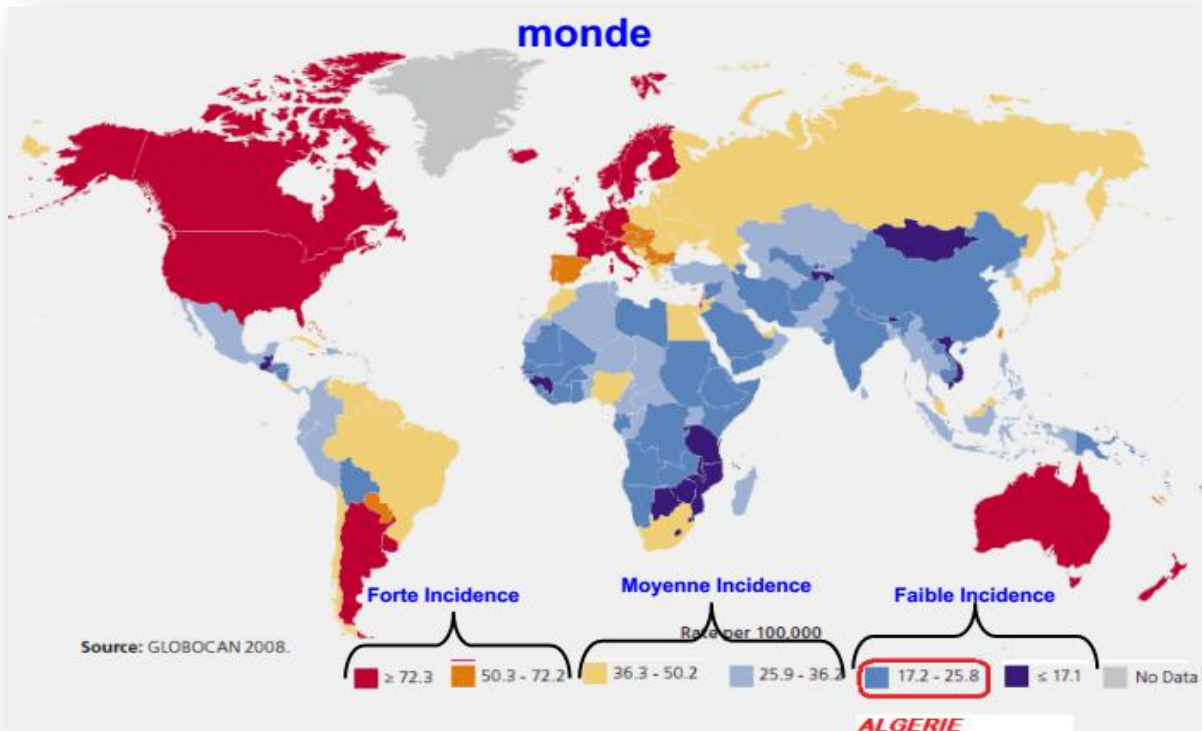 monde
Forte Incidence
Moyenne Incidence
Faible Incidence
Rate per 100,000
Source: GLOBOCAN 2008.
≥ 72.3
50.3 - 72.2
36.3 - 50.2
25.9 - 36.2
17.2 - 25.8
≤ 17.1
No Data
ALGERIE